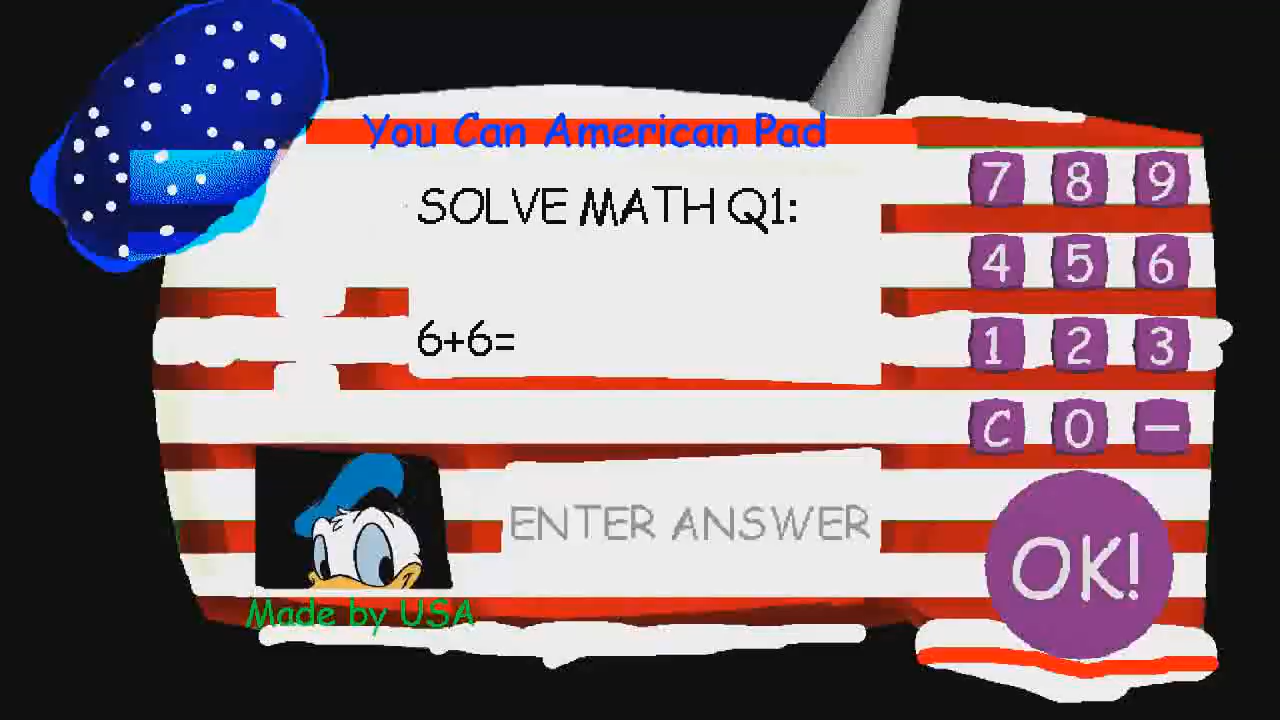 You Can American Pad
SOLVE MATH Q1:
6+6=
7 8 9
4 5 6
1 2 3
C 0 —
ENTER ANSWER
OK!
Made by USA